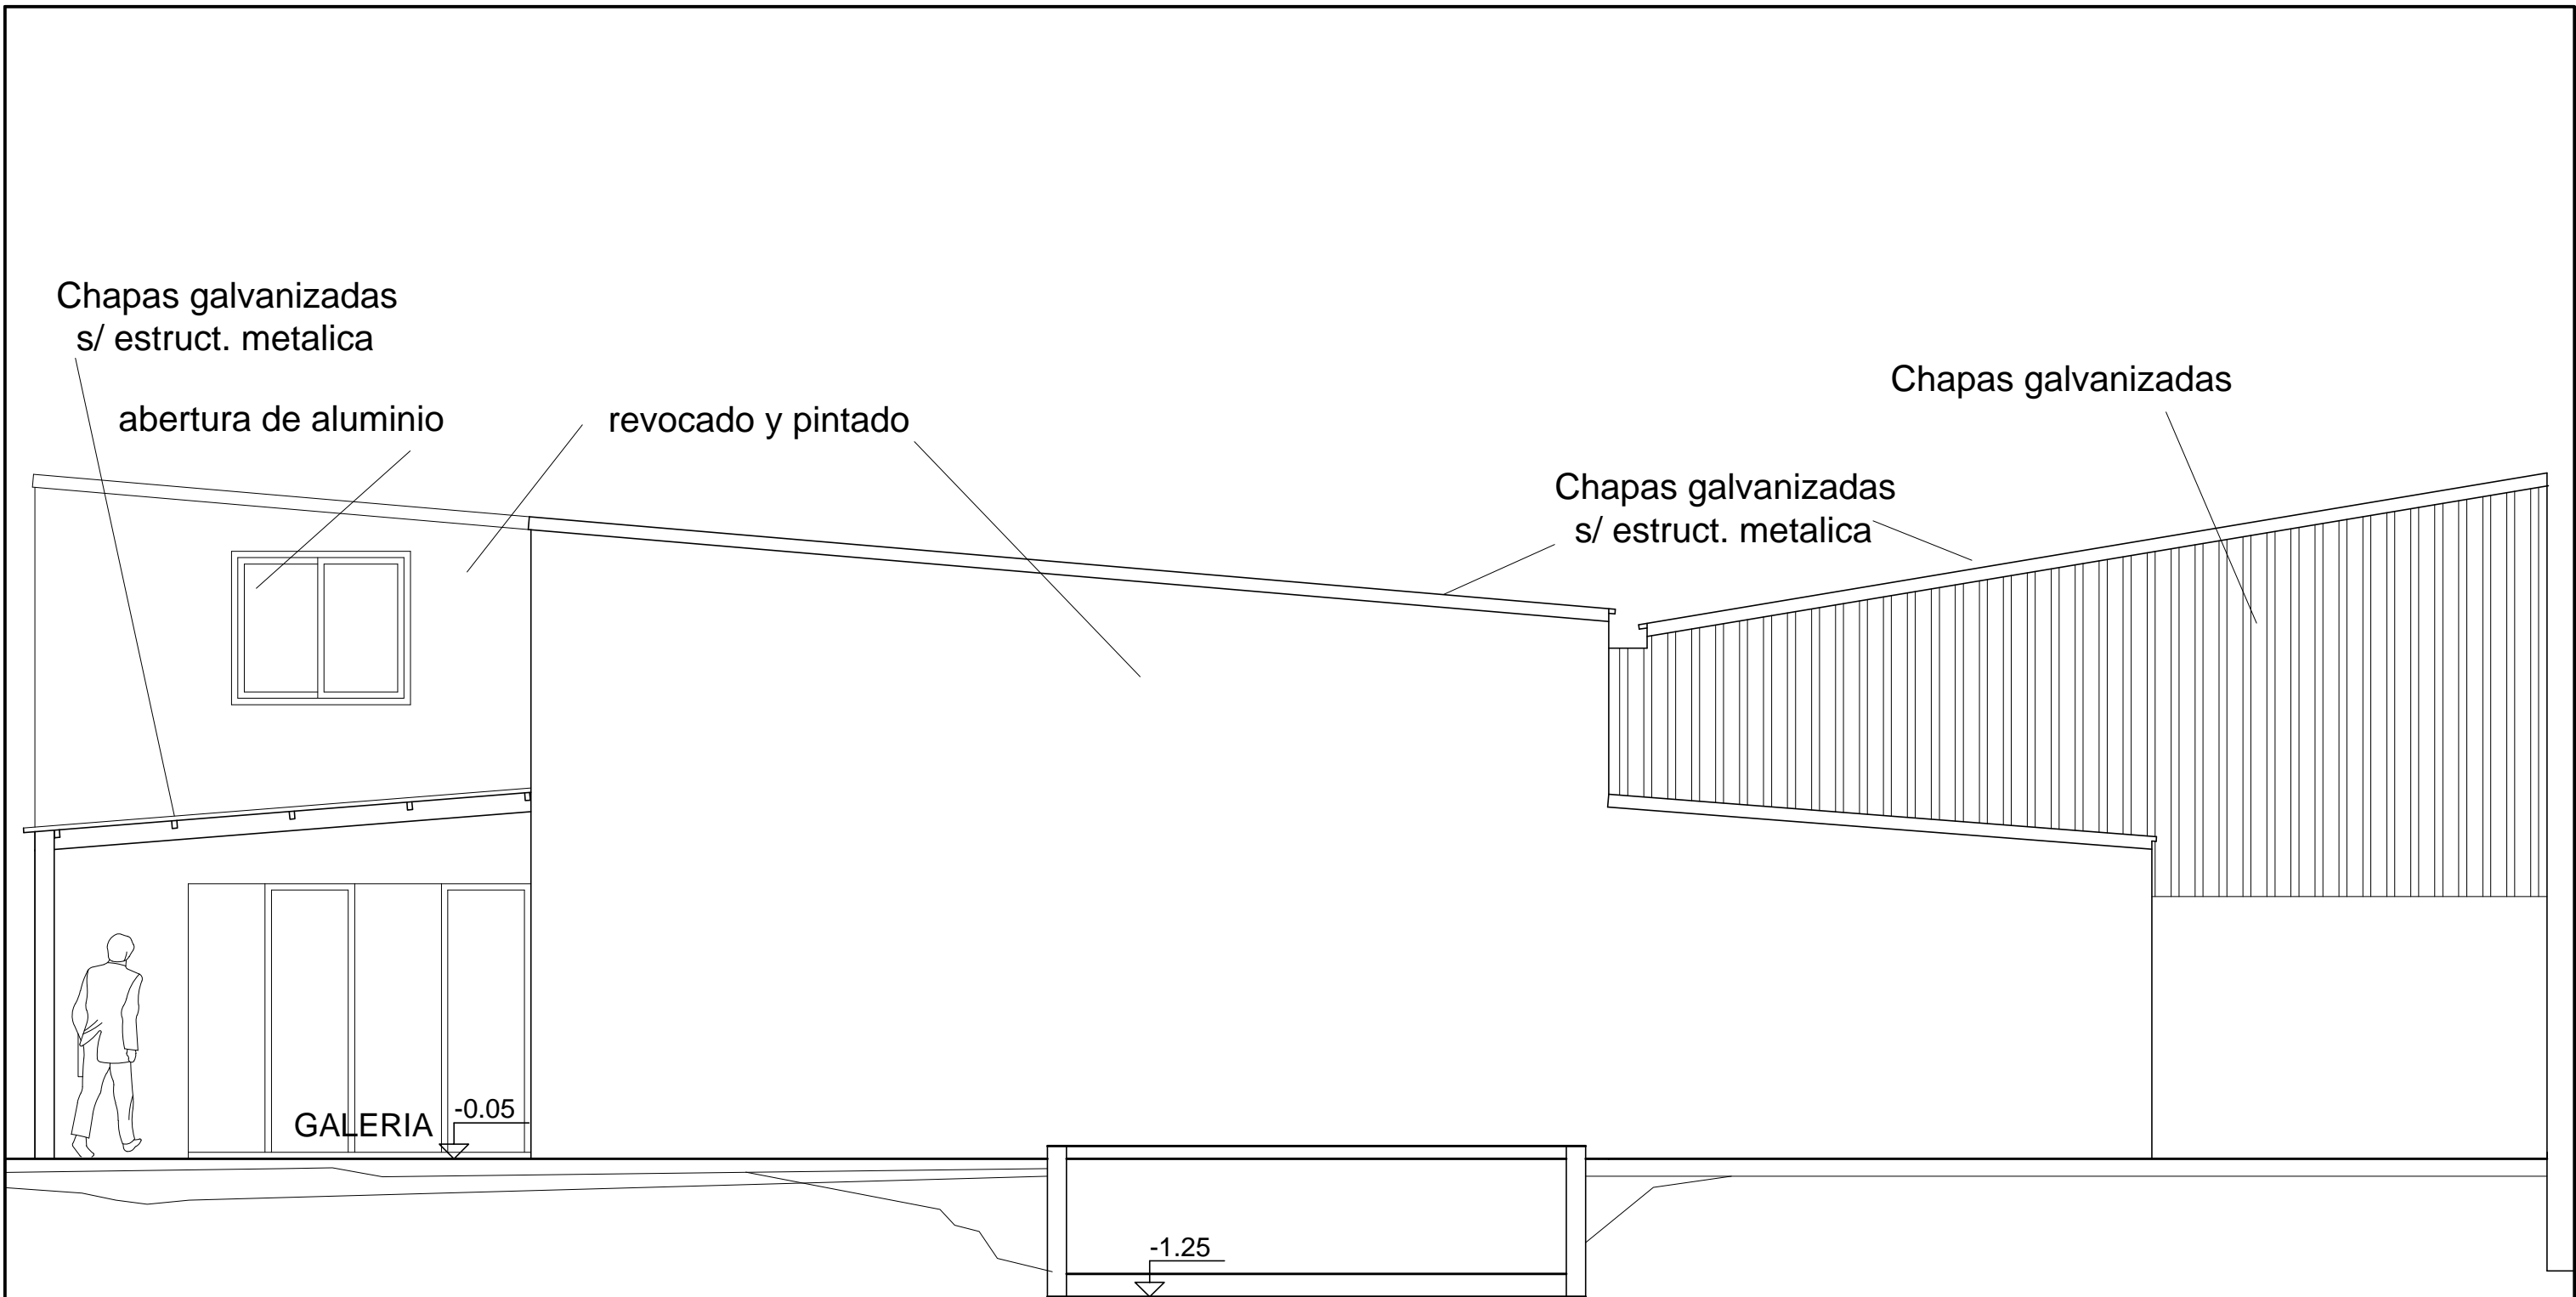 Chapas galvanizadas
s/ estruct. metalica
abertura de aluminio
revocado y pintado
Chapas galvanizadas
Chapas galvanizadas
s/ estruct. metalica
GALERIA
-0.05
-1.25